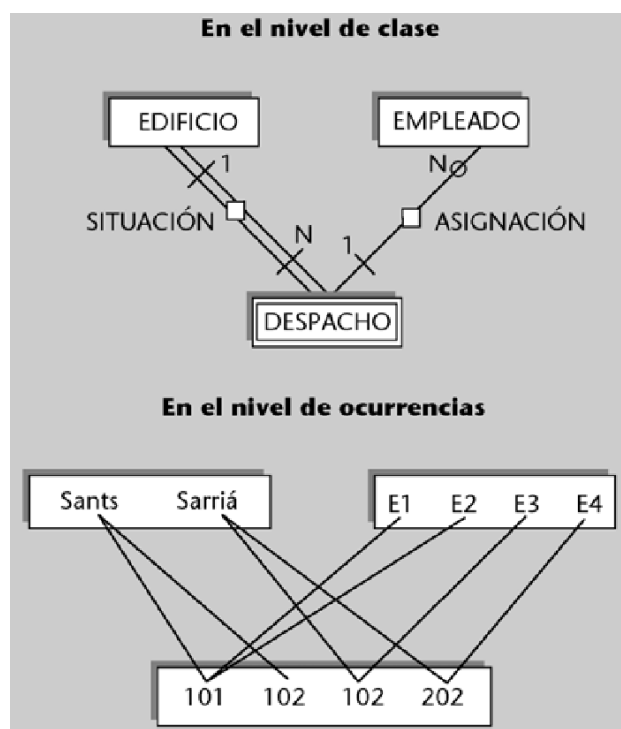 En el nivel de clase
EDIFICIO
EMPLEADO
1
N
SITUACIÓN
ASIGNACIÓN
N
1
DESPACHO
En el nivel de ocurrencias
Sants Sarriá
E1 E2 E3 E4
101 102 102 202